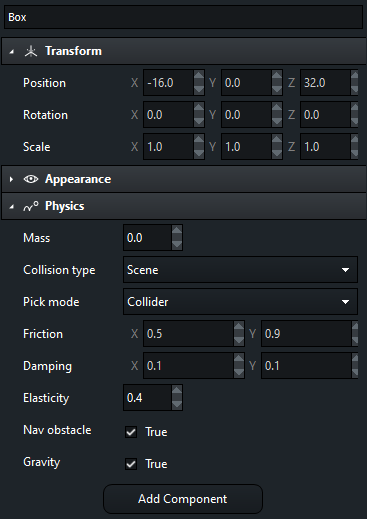 Box
Transform
Position X -16.0 Y 0.0 Z 32.0
Rotation X 0.0 Y 0.0 Z 0.0
Scale X 1.0 Y 1.0 Z 1.0
Appearance
Physics
Mass 0.0
Collision type Scene
Pick mode Collider
Friction X 0.5 Y 0.9
Damping X 0.1 Y 0.1
Elasticity 0.4
Nav obstacle True
Gravity True
Add Component